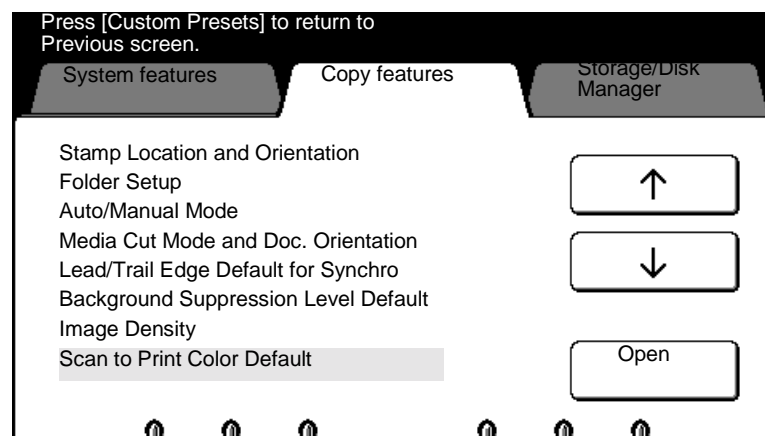 Press [Custom Presets] to return to
Previous screen.
System features
Copy features
Storage/Disk
Manager
Stamp Location and Orientation
Folder Setup
Auto/Manual Mode
Media Cut Mode and Doc. Orientation
Lead/Trail Edge Default for Synchro
Background Suppression Level Default
Image Density
Scan to Print Color Default
Open